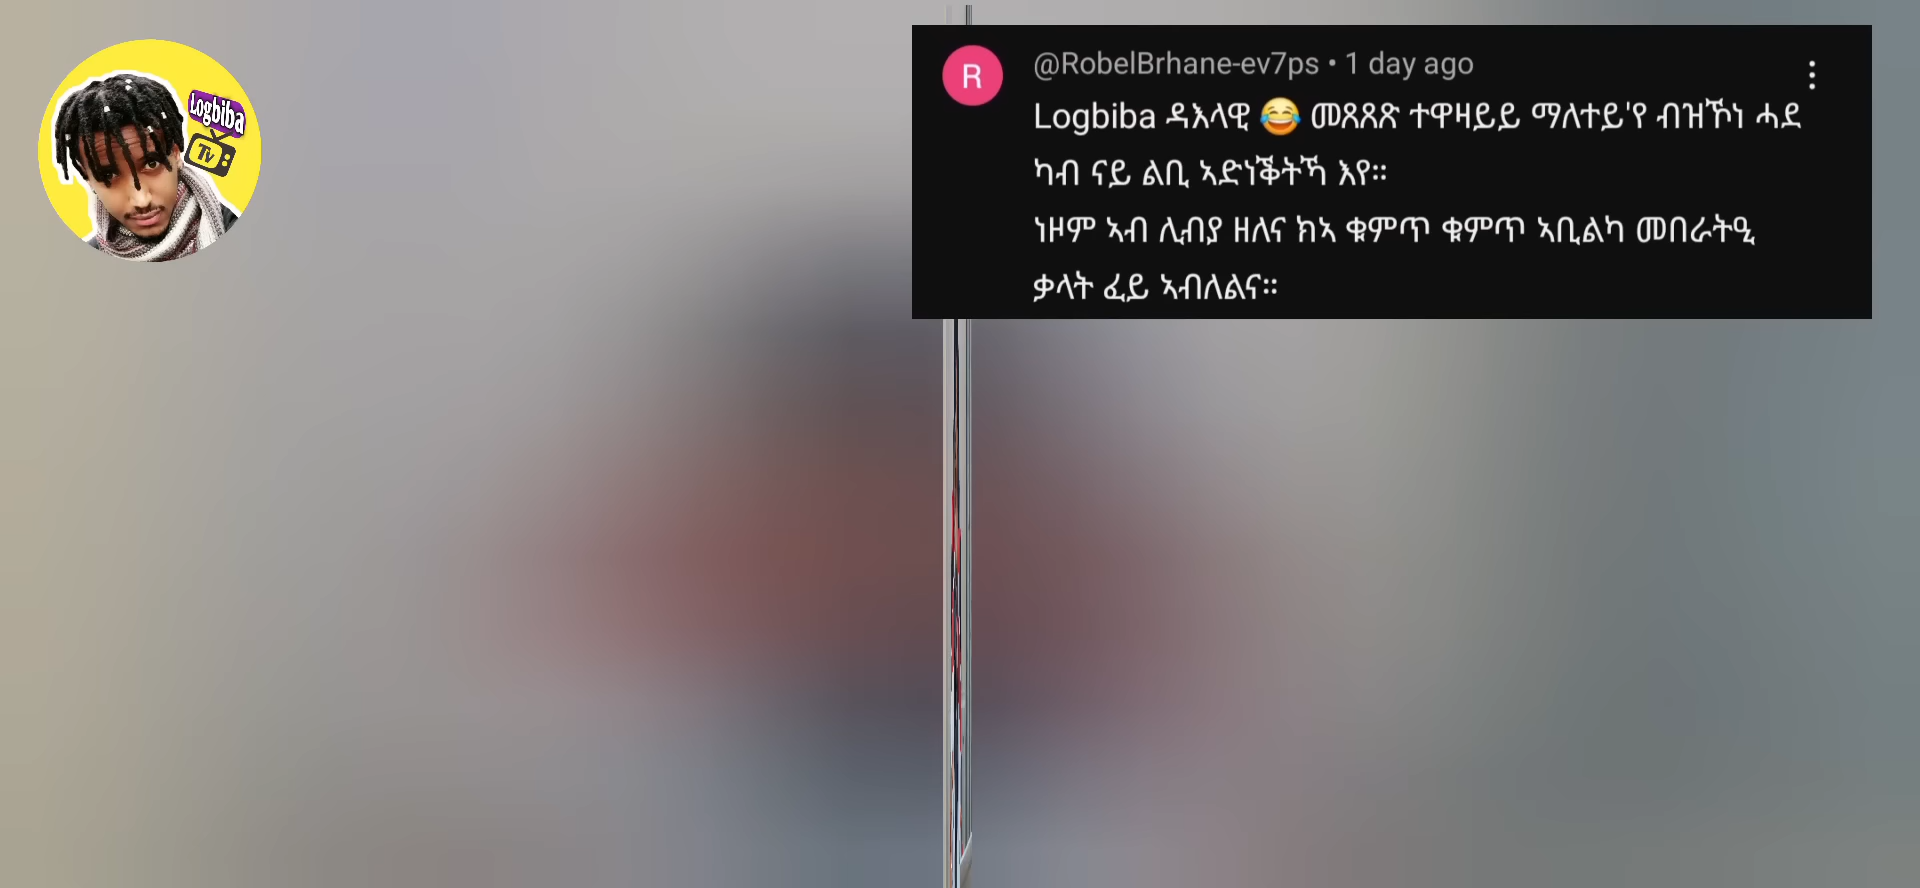 Logbiba
Tv
R
@RobelBrhane-ev7ps • 1 day ago
Logbiba ዳእላዊ 😂 መጸጸጽ ተዋዛይይ ማለተይ'የ ብዝኾነ ሓደ
ካብ ናይ ልቢ ኣድነቕትኻ እየ።
ነዞም ኣብ ሊብያ ዘለና ክኣ ቁምጥ ቁምጥ ኣቢልካ መበራትዒ
ቃላት ፈይ ኣብለልና።